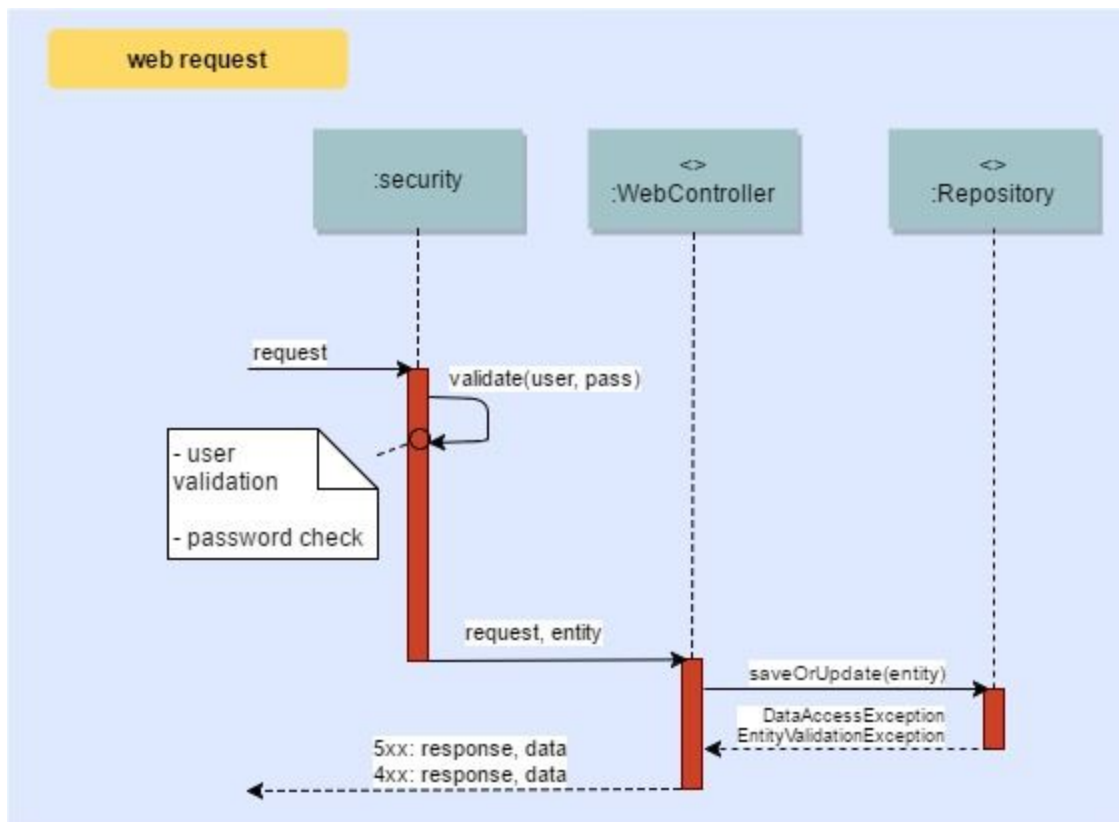 web request
:security
<>
:WebController
<>
:Repository
request
validate(user, pass)
- user
validation
- password check
request, entity
saveOrUpdate(entity)
DataAccessException
EntityValidationException
5xx: response, data
4xx: response, data